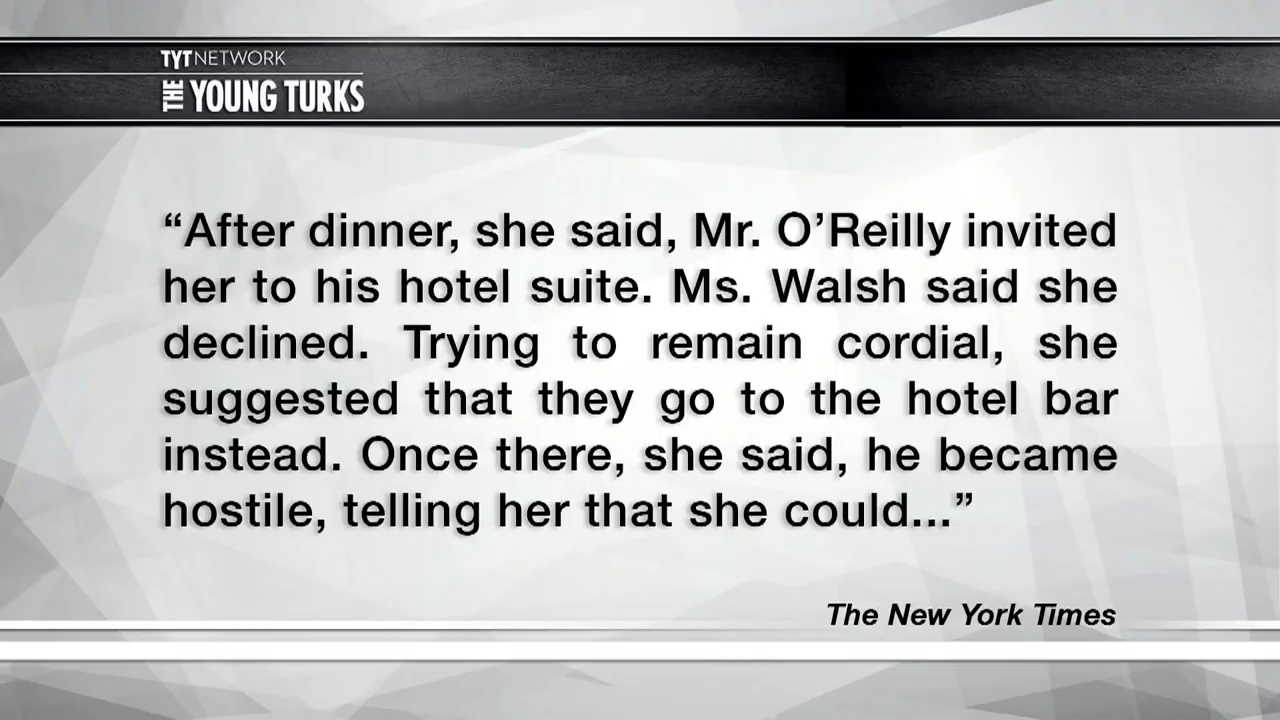 TYT NETWORK
THE YOUNG TURKS
“After dinner, she said, Mr. O’Reilly invited
her to his hotel suite. Ms. Walsh said she
declined. Trying to remain cordial, she
suggested that they go to the hotel bar
instead. Once there, she said, he became
hostile, telling her that she could...”
The New York Times